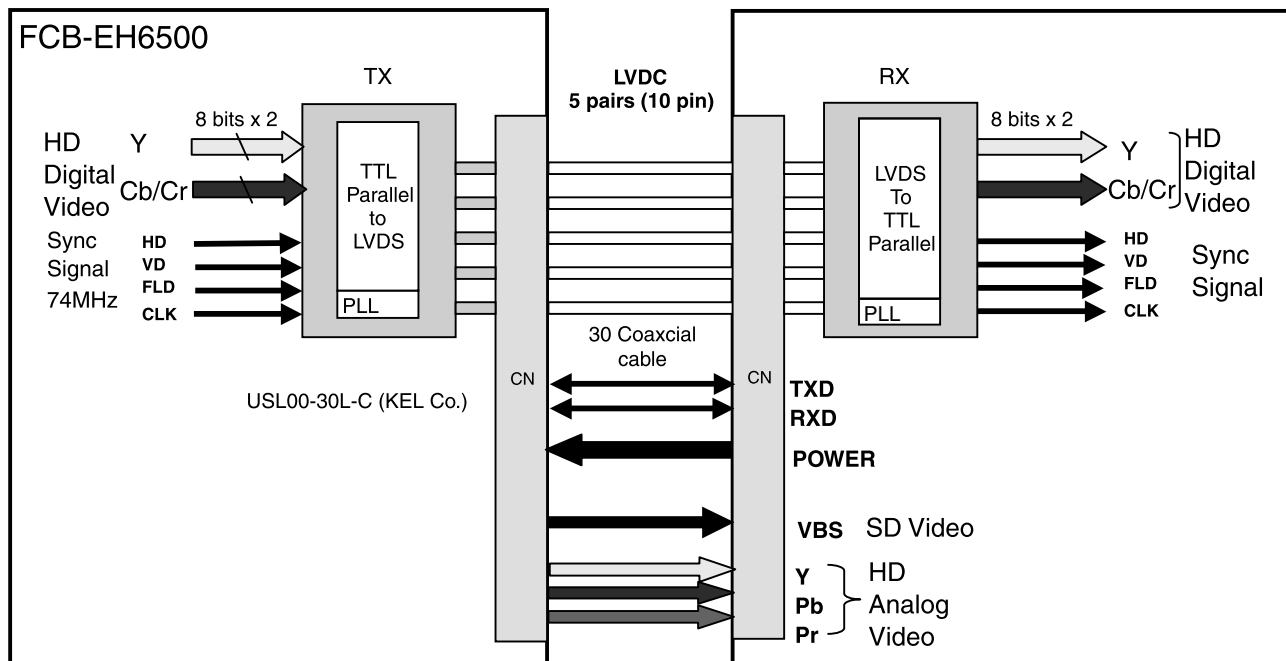 FCB-EH6500
TX
LVDC
5 pairs (10 pin)
RX
8 bits x 2
8 bits x 2
HD
Digital
Video
Y
Cb/Cr
TTL
Parallel
to
LVDS
PLL
LVDS
To
TTL
Parallel
PLL
Y
Cb/Cr
HD
Digital
Video
Sync
Signal
74MHz
HD
VD
FLD
CLK
HD
VD
FLD
CLK
Sync
Signal
30 Coaxcial
cable
CN
CN
USL00-30L-C (KEL Co.)
TXD
RXD
POWER
VBS
SD Video
Y
Pb
Pr
HD
Analog
Video